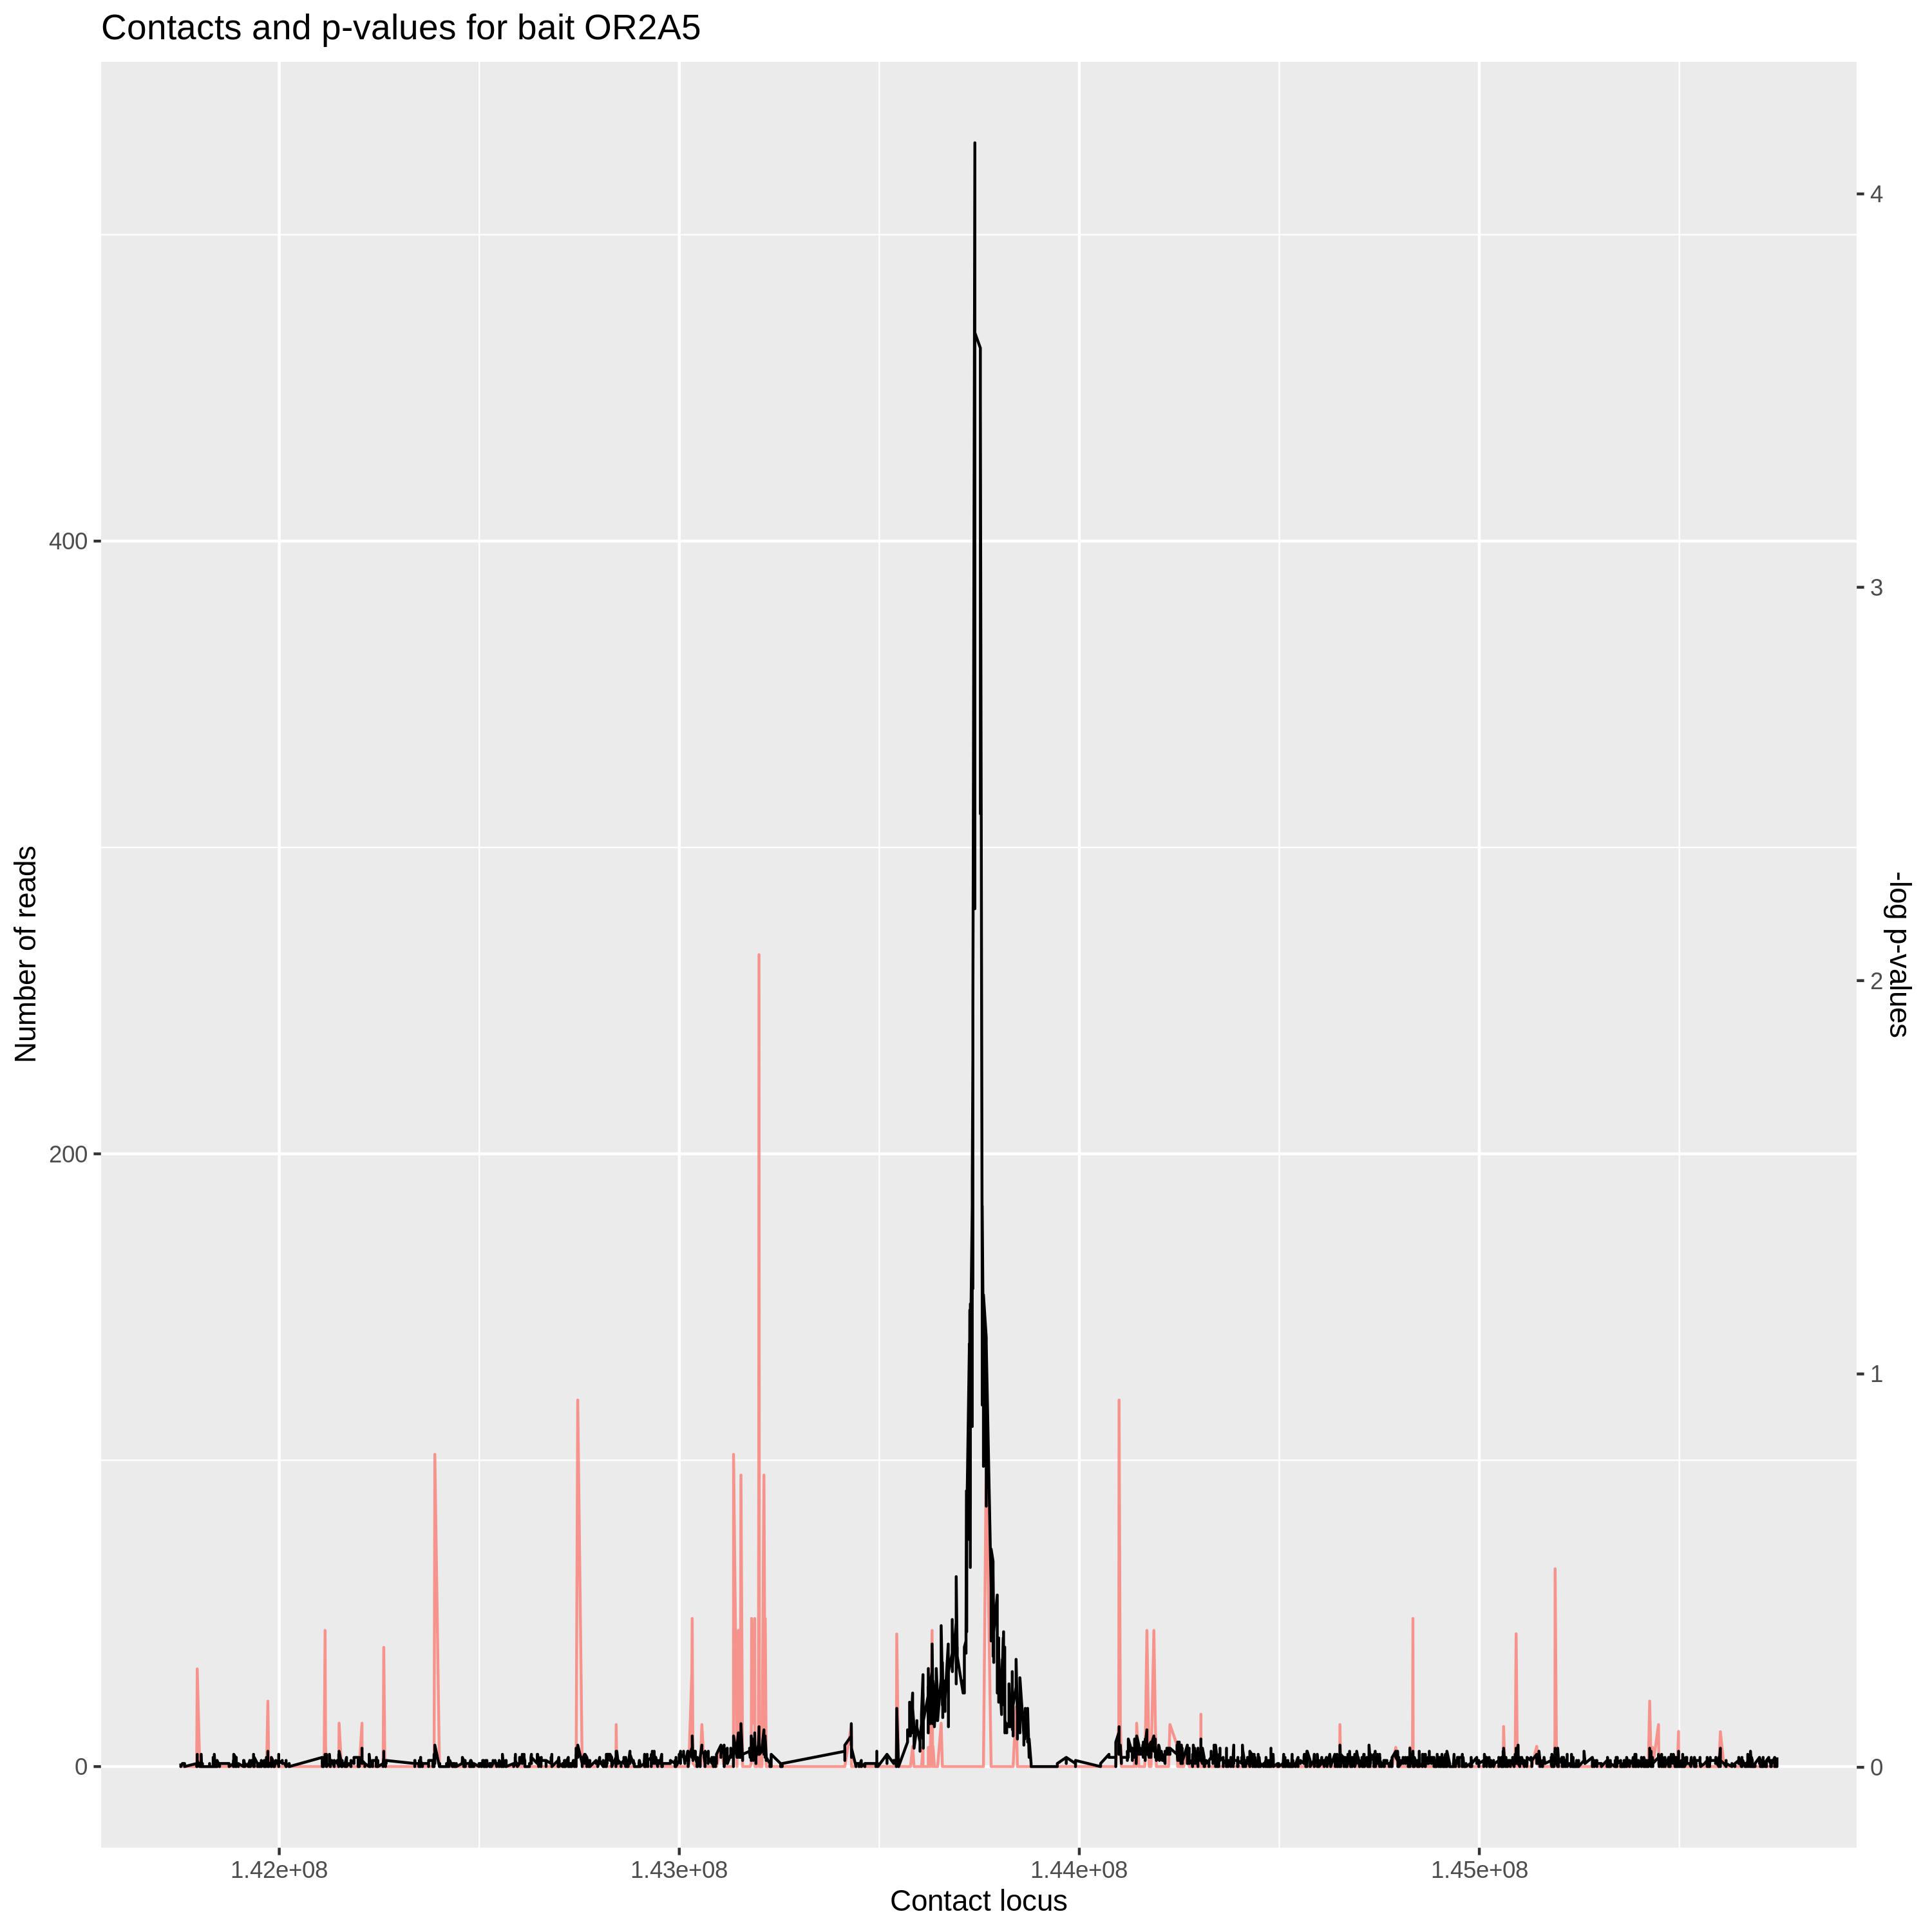 Contacts and p-values for bait OR2A5
Number of reads
400
200
0
4
3
2
1
0
-log p-values
1.42e+08
1.43e+08
1.44e+08
1.45e+08
Contact locus